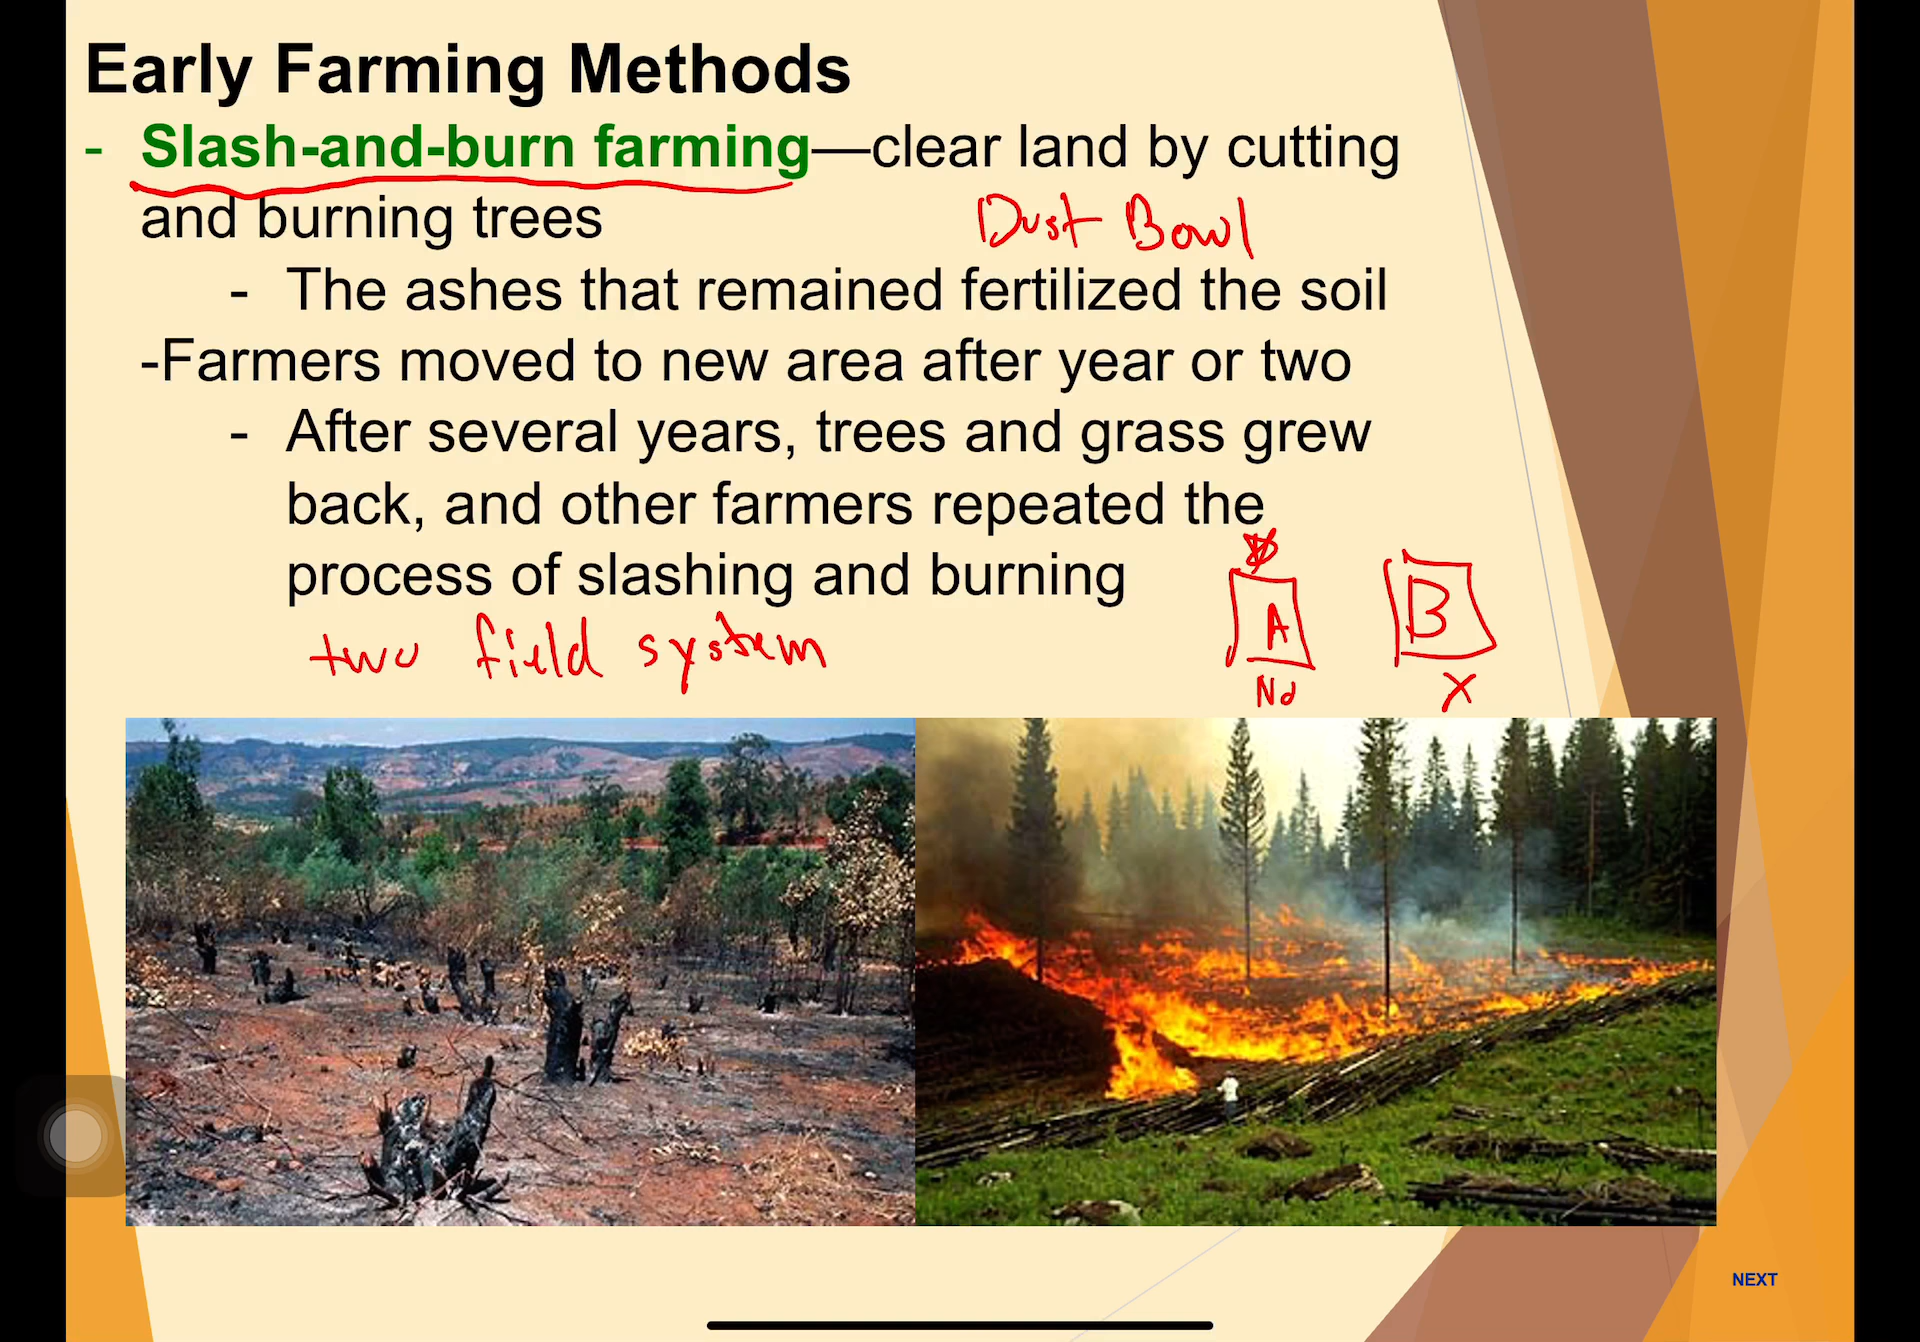 Early Farming Methods
- Slash-and-burn farming—clear land by cutting
and burning trees
Dust Bowl
- The ashes that remained fertilized the soil
-Farmers moved to new area after year or two
- After several years, trees and grass grew
back, and other farmers repeated the
process of slashing and burning
two field system
A B
X
NEXT